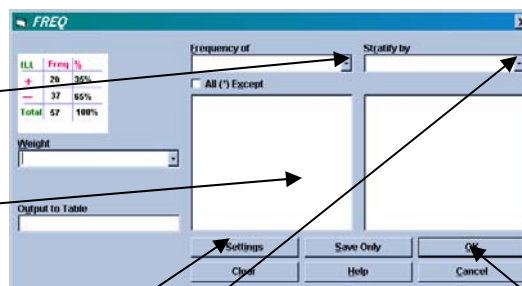 FREQ
Frequency of
Stratify by
All (*) Except
ILL Freq %
+ 20 35%
− 37 65%
Total 57 100%
Weight
Output to Table
Settings Save Only OK
Clear Help Cancel